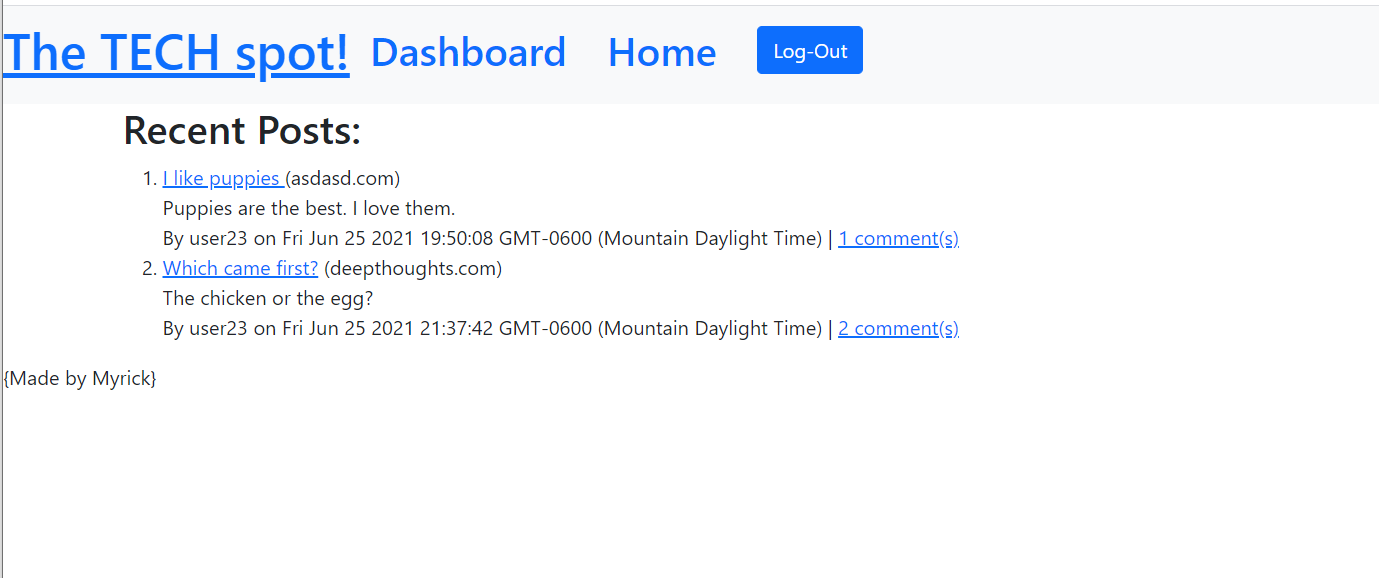 The TECH spot! Dashboard Home Log-Out
Recent Posts:
1. I like puppies (asdasd.com)
Puppies are the best. I love them.
By user23 on Fri Jun 25 2021 19:50:08 GMT-0600 (Mountain Daylight Time) | 1 comment(s)
2. Which came first? (deepthoughts.com)
The chicken or the egg?
By user23 on Fri Jun 25 2021 21:37:42 GMT-0600 (Mountain Daylight Time) | 2 comment(s)
{Made by Myrick}